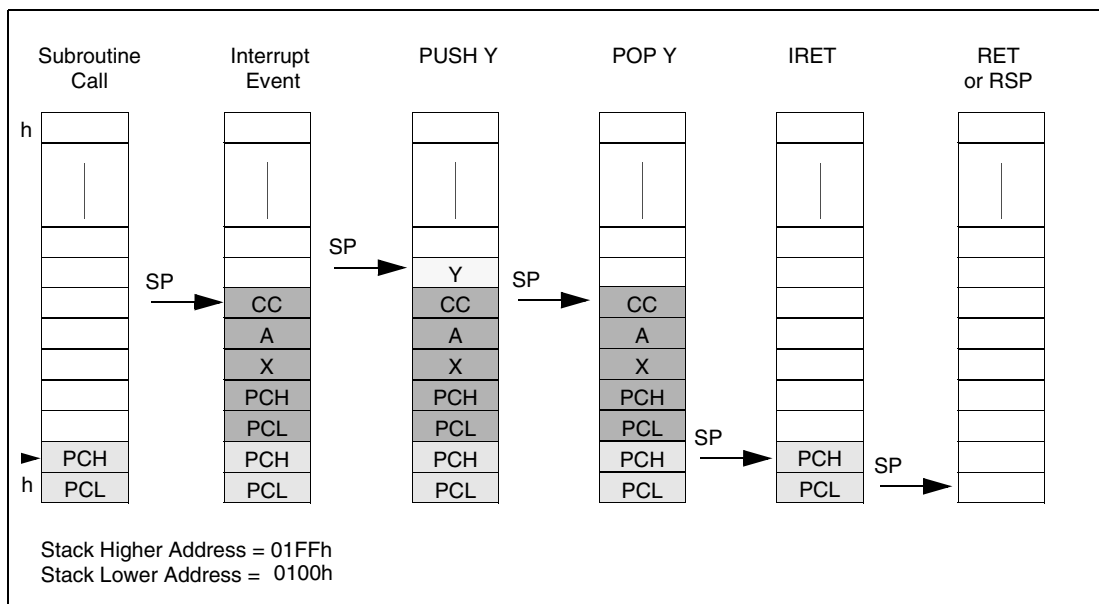 Subroutine Call
Interrupt Event
PUSH Y
POP Y
IRET
RET or RSP
h
SP
SP
Y
SP
CC
CC
CC
A
A
A
X
X
X
PCH
PCH
PCH
PCL
PCL
PCL
SP
PCH
PCH
PCH
PCH
PCH
SP
h
PCL
PCL
PCL
PCL
PCL
Stack Higher Address = 01FFh
Stack Lower Address = 0100h